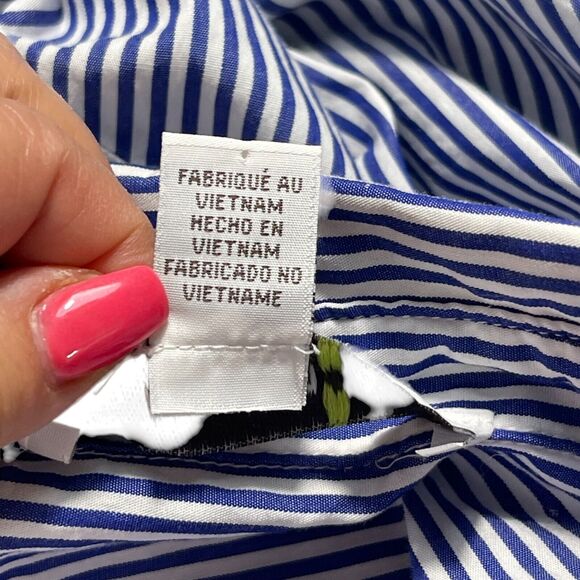 FABRIQUÉ AU
VIETNAM
HECHO EN
VIETNAM
FABRICADO NO
VIETNAME